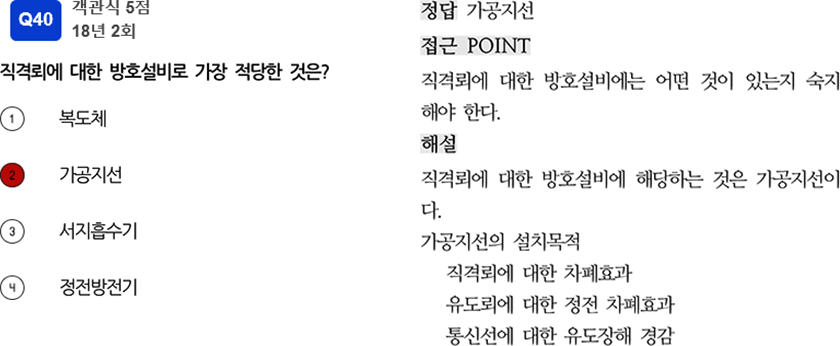 Q40
객관식 5점
18년 2회
직격뢰에 대한 방호설비로 가장 적당한 것은?
1 복도체
2 가공지선
3 서지흡수기
4 정전방전기
정답 가공지선
접근 POINT
직격뢰에 대한 방호설비에는 어떤 것이 있는지 숙지
해야 한다.
해설
직격뢰에 대한 방호설비에 해당하는 것은 가공지선이
다.
가공지선의 설치목적
직격뢰에 대한 차폐효과
유도뢰에 대한 정전 차폐효과
통신선에 대한 유도장해 경감